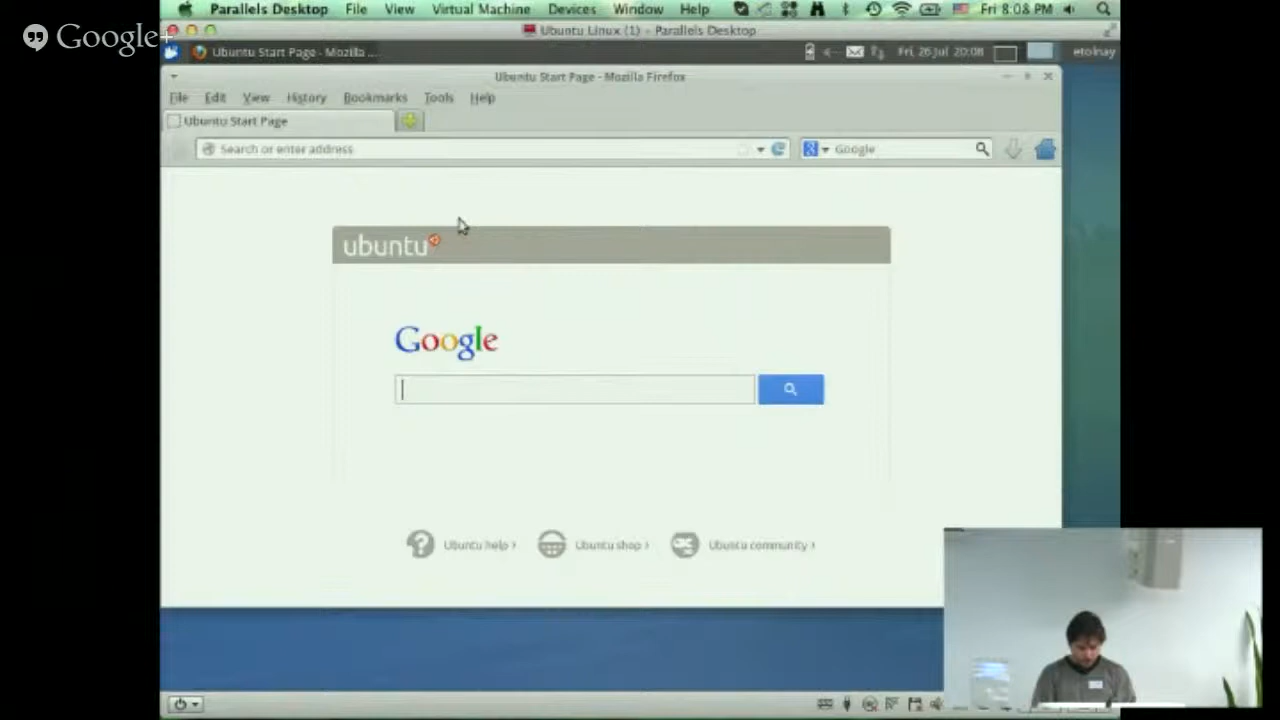 Google+
Parallels Desktop File View Virtual Machine Devices Window Help Fri 8:08 PM
Ubuntu Linux (1) - Parallels Desktop
Ubuntu Start Page - Mozilla ... Fri, 26 Jul 20:08 etolnay
Ubuntu Start Page - Mozilla Firefox
File Edit View History Bookmarks Tools Help
Ubuntu Start Page
Search or enter address Google
ubuntu
Google
Ubuntu help › Ubuntu shop › Ubuntu community ›